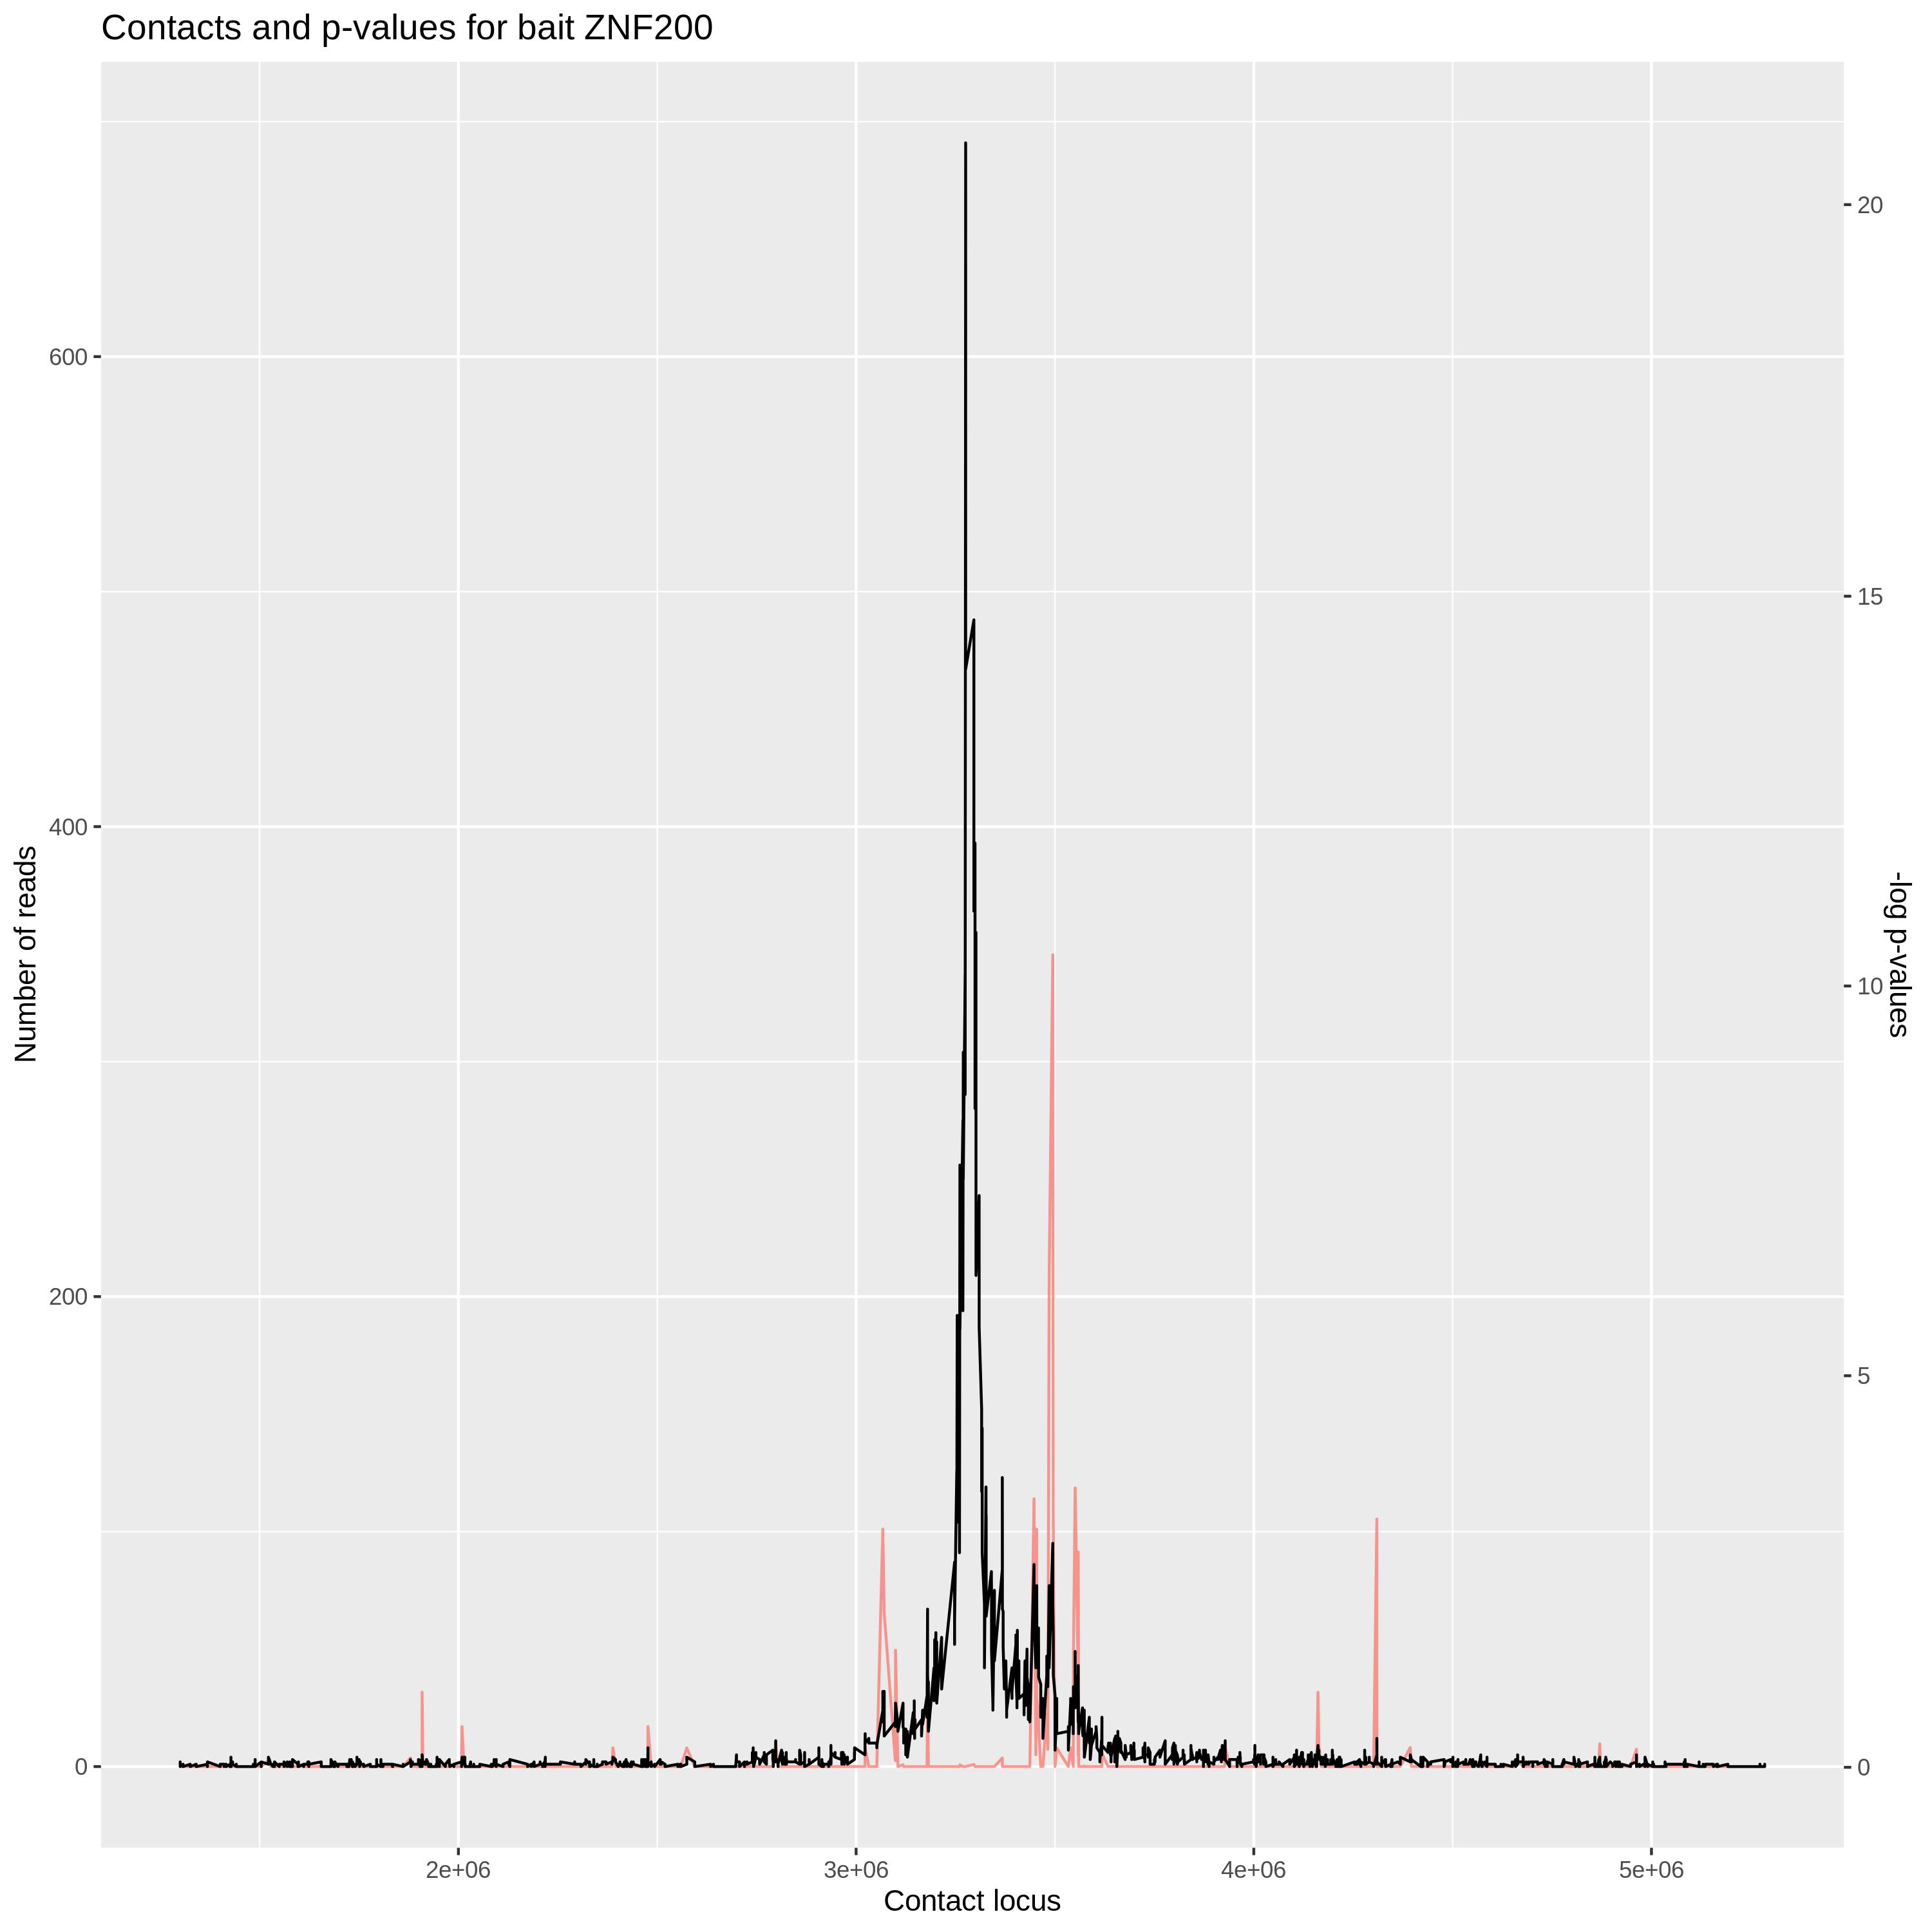 Contacts and p-values for bait ZNF200
600
400
200
0
Number of reads
20
15
10
5
0
-log p-values
2e+06 3e+06 4e+06 5e+06
Contact locus